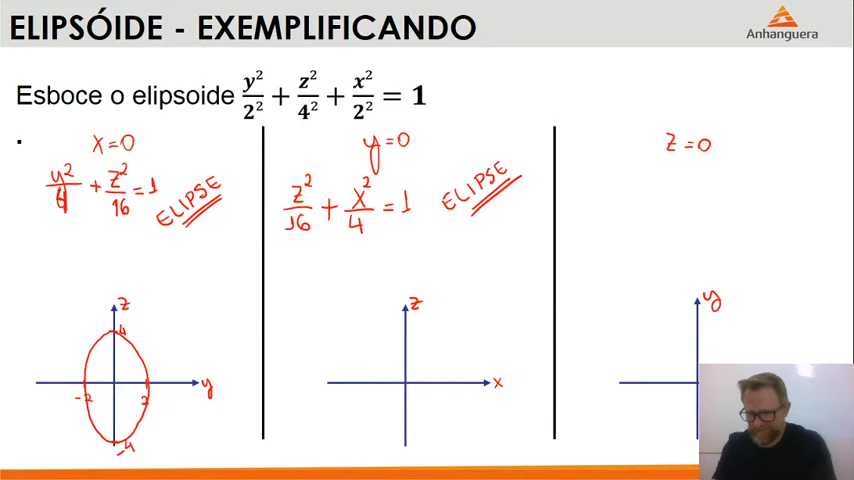 ELIPSÓIDE - EXEMPLIFICANDO
Anhanguera
Esboce o elipsoide y²/2² + z²/4² + x²/2² = 1
x=0
y²/4 + z²/16 = 1
ELIPSE
z
4
-2 2 y
-4
y=0
z²/16 + x²/4 = 1
ELIPSE
z
x
z=0
y